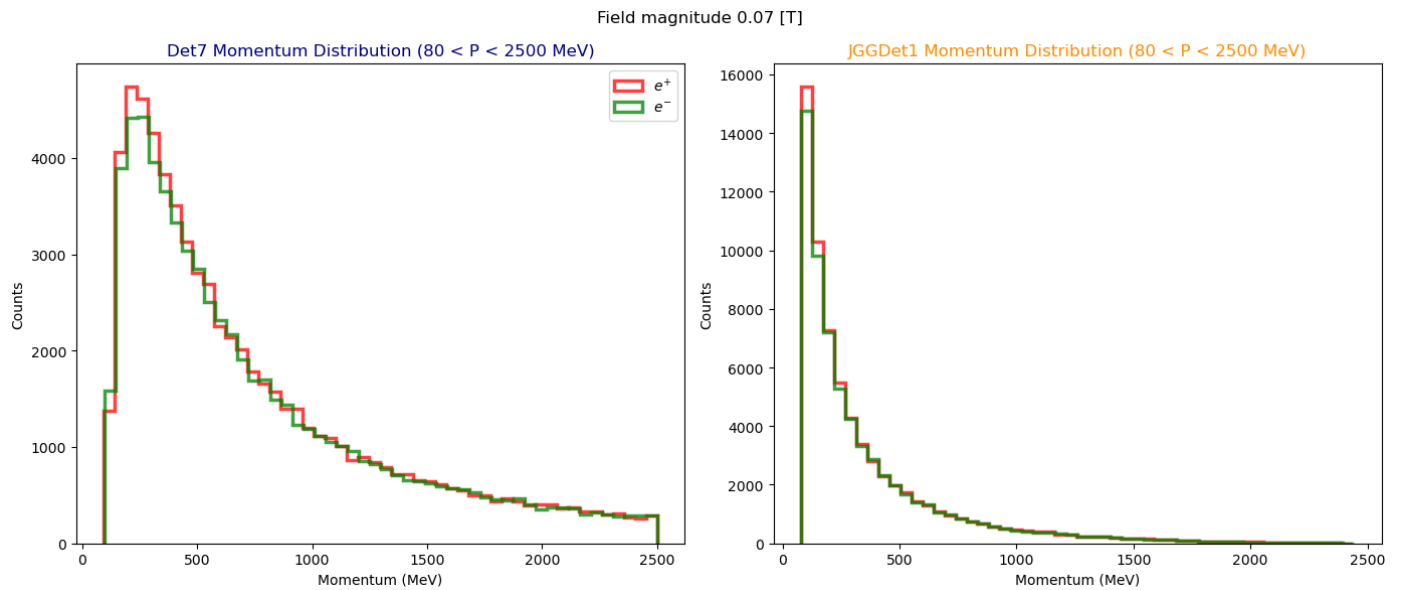 Field magnitude 0.07 [T]
Det7 Momentum Distribution (80 < P < 2500 MeV)
e⁺
e⁻
4000
3000
2000
1000
0
Counts
0 500 1000 1500 2000 2500
Momentum (MeV)
JGGDet1 Momentum Distribution (80 < P < 2500 MeV)
16000
14000
12000
10000
8000
6000
4000
2000
0
Counts
0 500 1000 1500 2000 2500
Momentum (MeV)